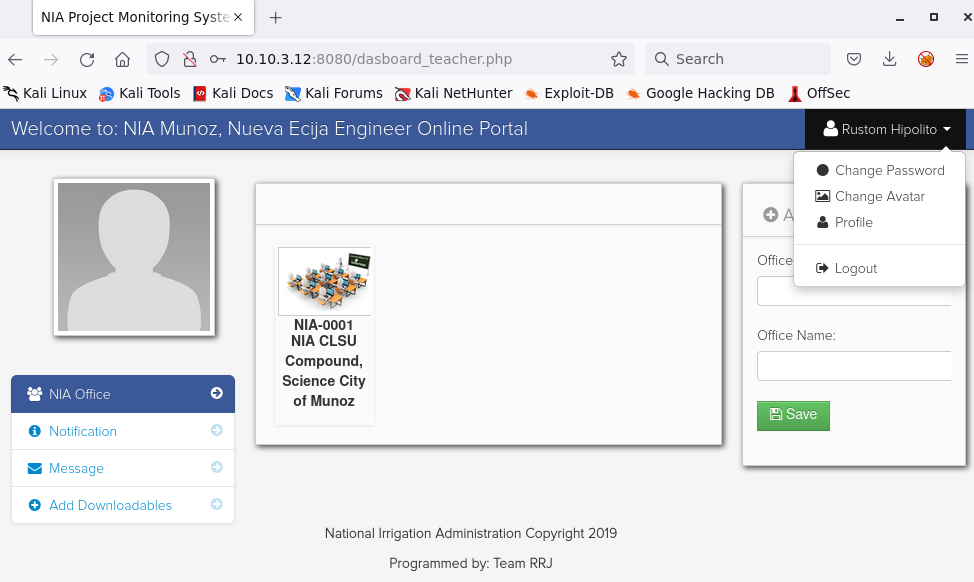 NIA Project Monitoring Syste
10.10.3.12:8080/dasboard_teacher.php
Search
Kali Linux
Kali Tools
Kali Docs
Kali Forums
Kali NetHunter
Exploit-DB
Google Hacking DB
OffSec
Welcome to: NIA Munoz, Nueva Ecija Engineer Online Portal
Rustom Hipolito
Change Password
Change Avatar
Profile
Logout
NIA-0001
NIA CLSU
Compound,
Science City
of Munoz
A
Office
Office Name:
Save
NIA Office
Notification
Message
Add Downloadables
National Irrigation Administration Copyright 2019
Programmed by: Team RRJ